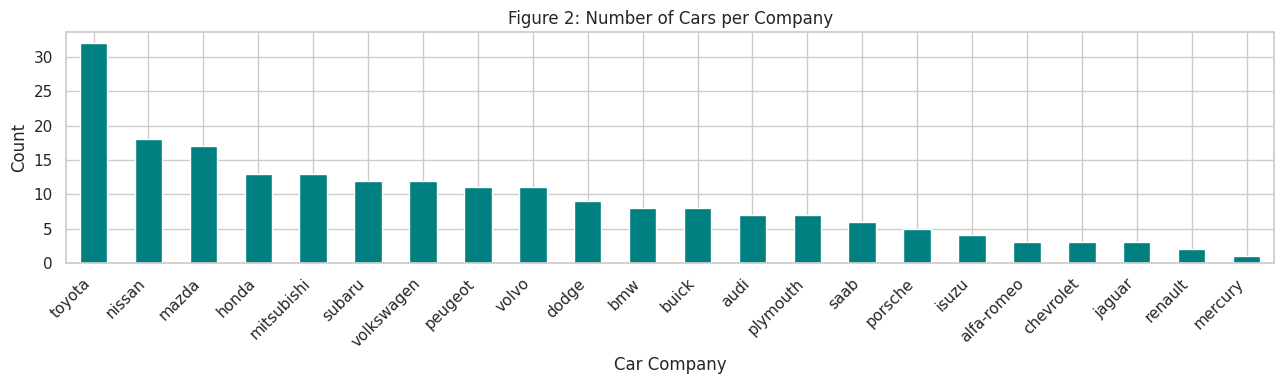 Figure 2: Number of Cars per Company
Count
30
25
20
15
10
5
0
toyota
nissan
mazda
honda
mitsubishi
subaru
volkswagen
peugeot
volvo
dodge
bmw
buick
audi
plymouth
saab
porsche
isuzu
alfa-romeo
chevrolet
jaguar
renault
mercury
Car Company